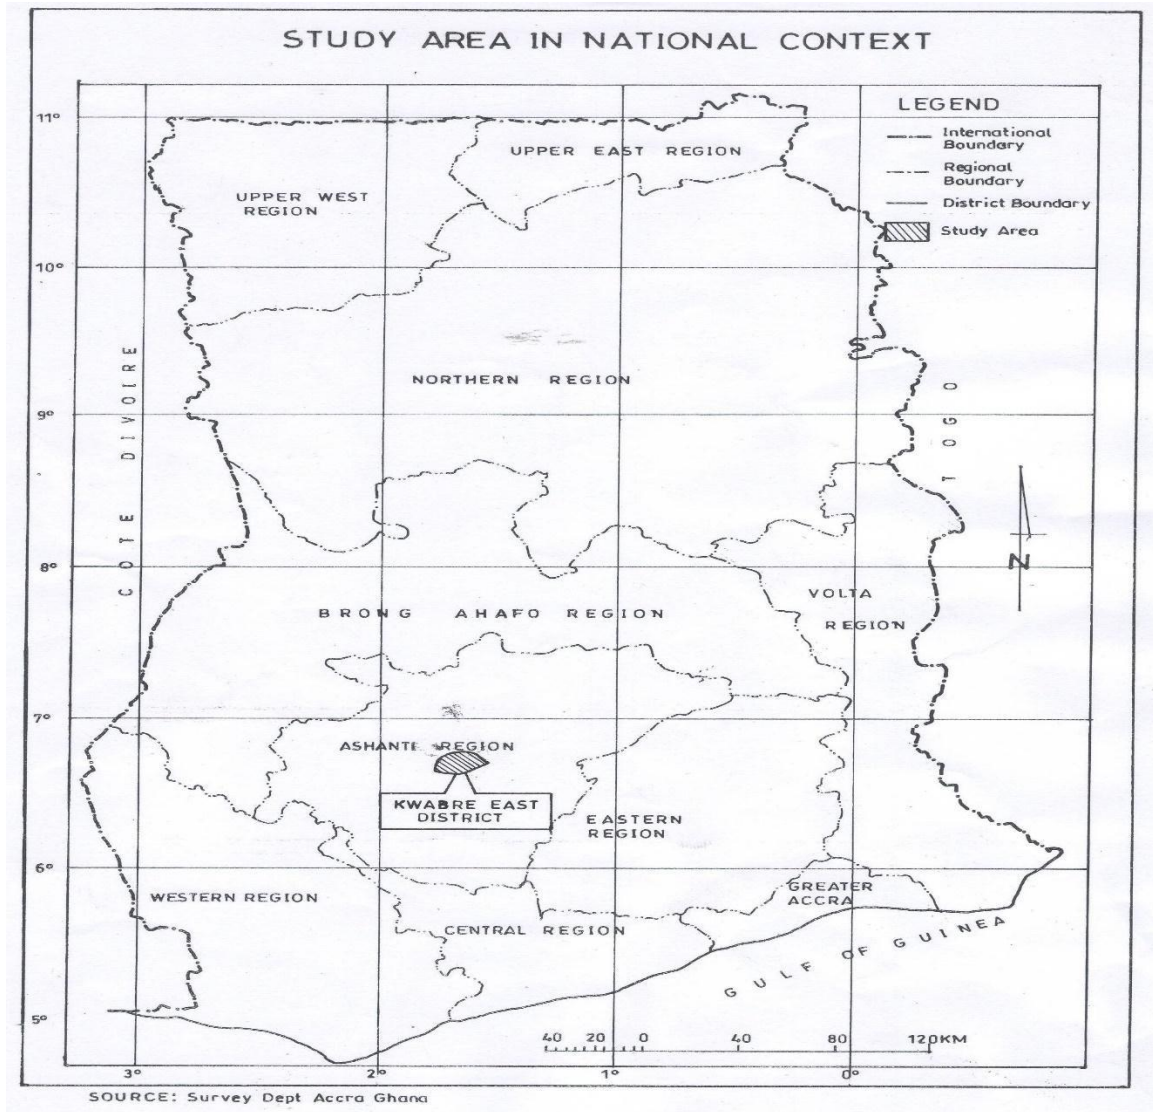 STUDY AREA IN NATIONAL CONTEXT
LEGEND
International
Boundary
Regional
Boundary
District Boundary
Study Area
11°
10°
9°
8°
7°
6°
5°
UPPER EAST REGION
UPPER WEST
REGION
NORTHERN REGION
COTE DIVOIRE
TOGO
N
BRONG AHAFO REGION
VOLTA
REGION
ASHANTE REGION
KWABRE EAST
DISTRICT
EASTERN
REGION
WESTERN REGION
CENTRAL REGION
GREATER
ACCRA
GULF OF GUINEA
40 20 0 40 80 120KM
3° 2° 1° 0°
SOURCE: Survey Dept Accra Ghana